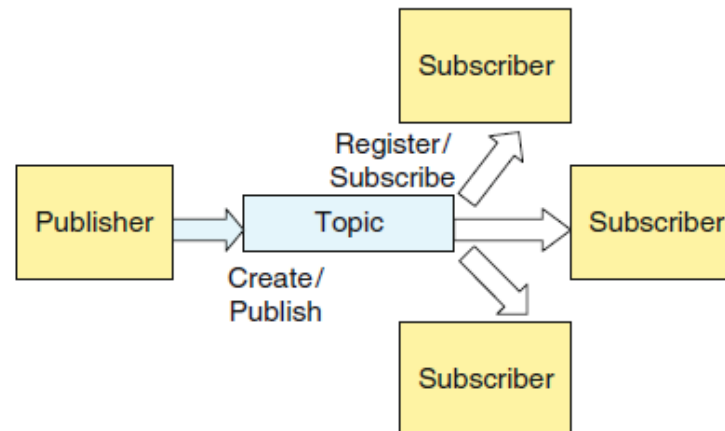 Subscriber
Register/
Subscribe
Publisher
Topic
Subscriber
Create/
Publish
Subscriber